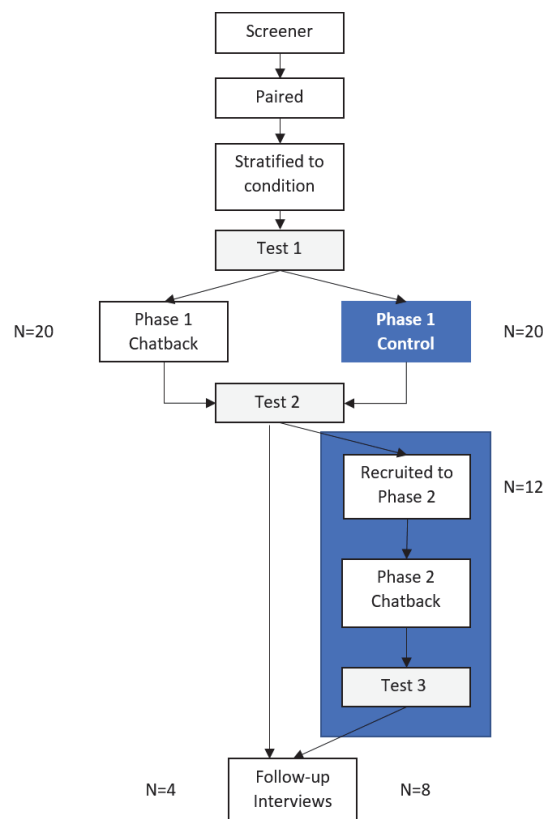 Screener
Paired
Stratified to
condition
Test 1
N=20
Phase 1
Chatback
Phase 1
Control
N=20
Test 2
Recruited to
Phase 2
N=12
Phase 2
Chatback
Test 3
N=4
Follow-up
Interviews
N=8